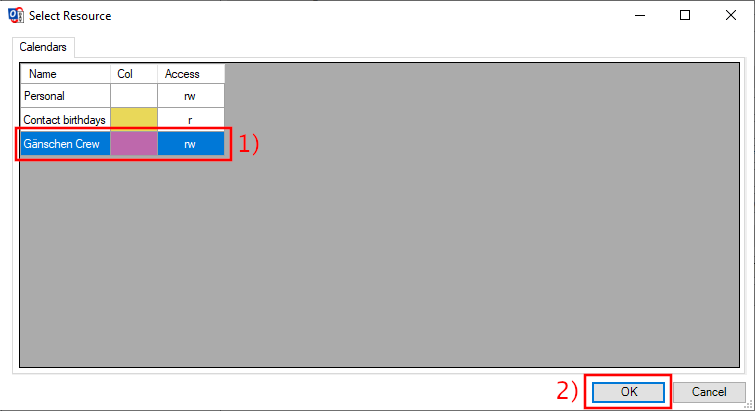 Select Resource
Calendars
Name Col Access
Personal rw
Contact birthdays r
Gänschen Crew rw 1)
2) OK Cancel